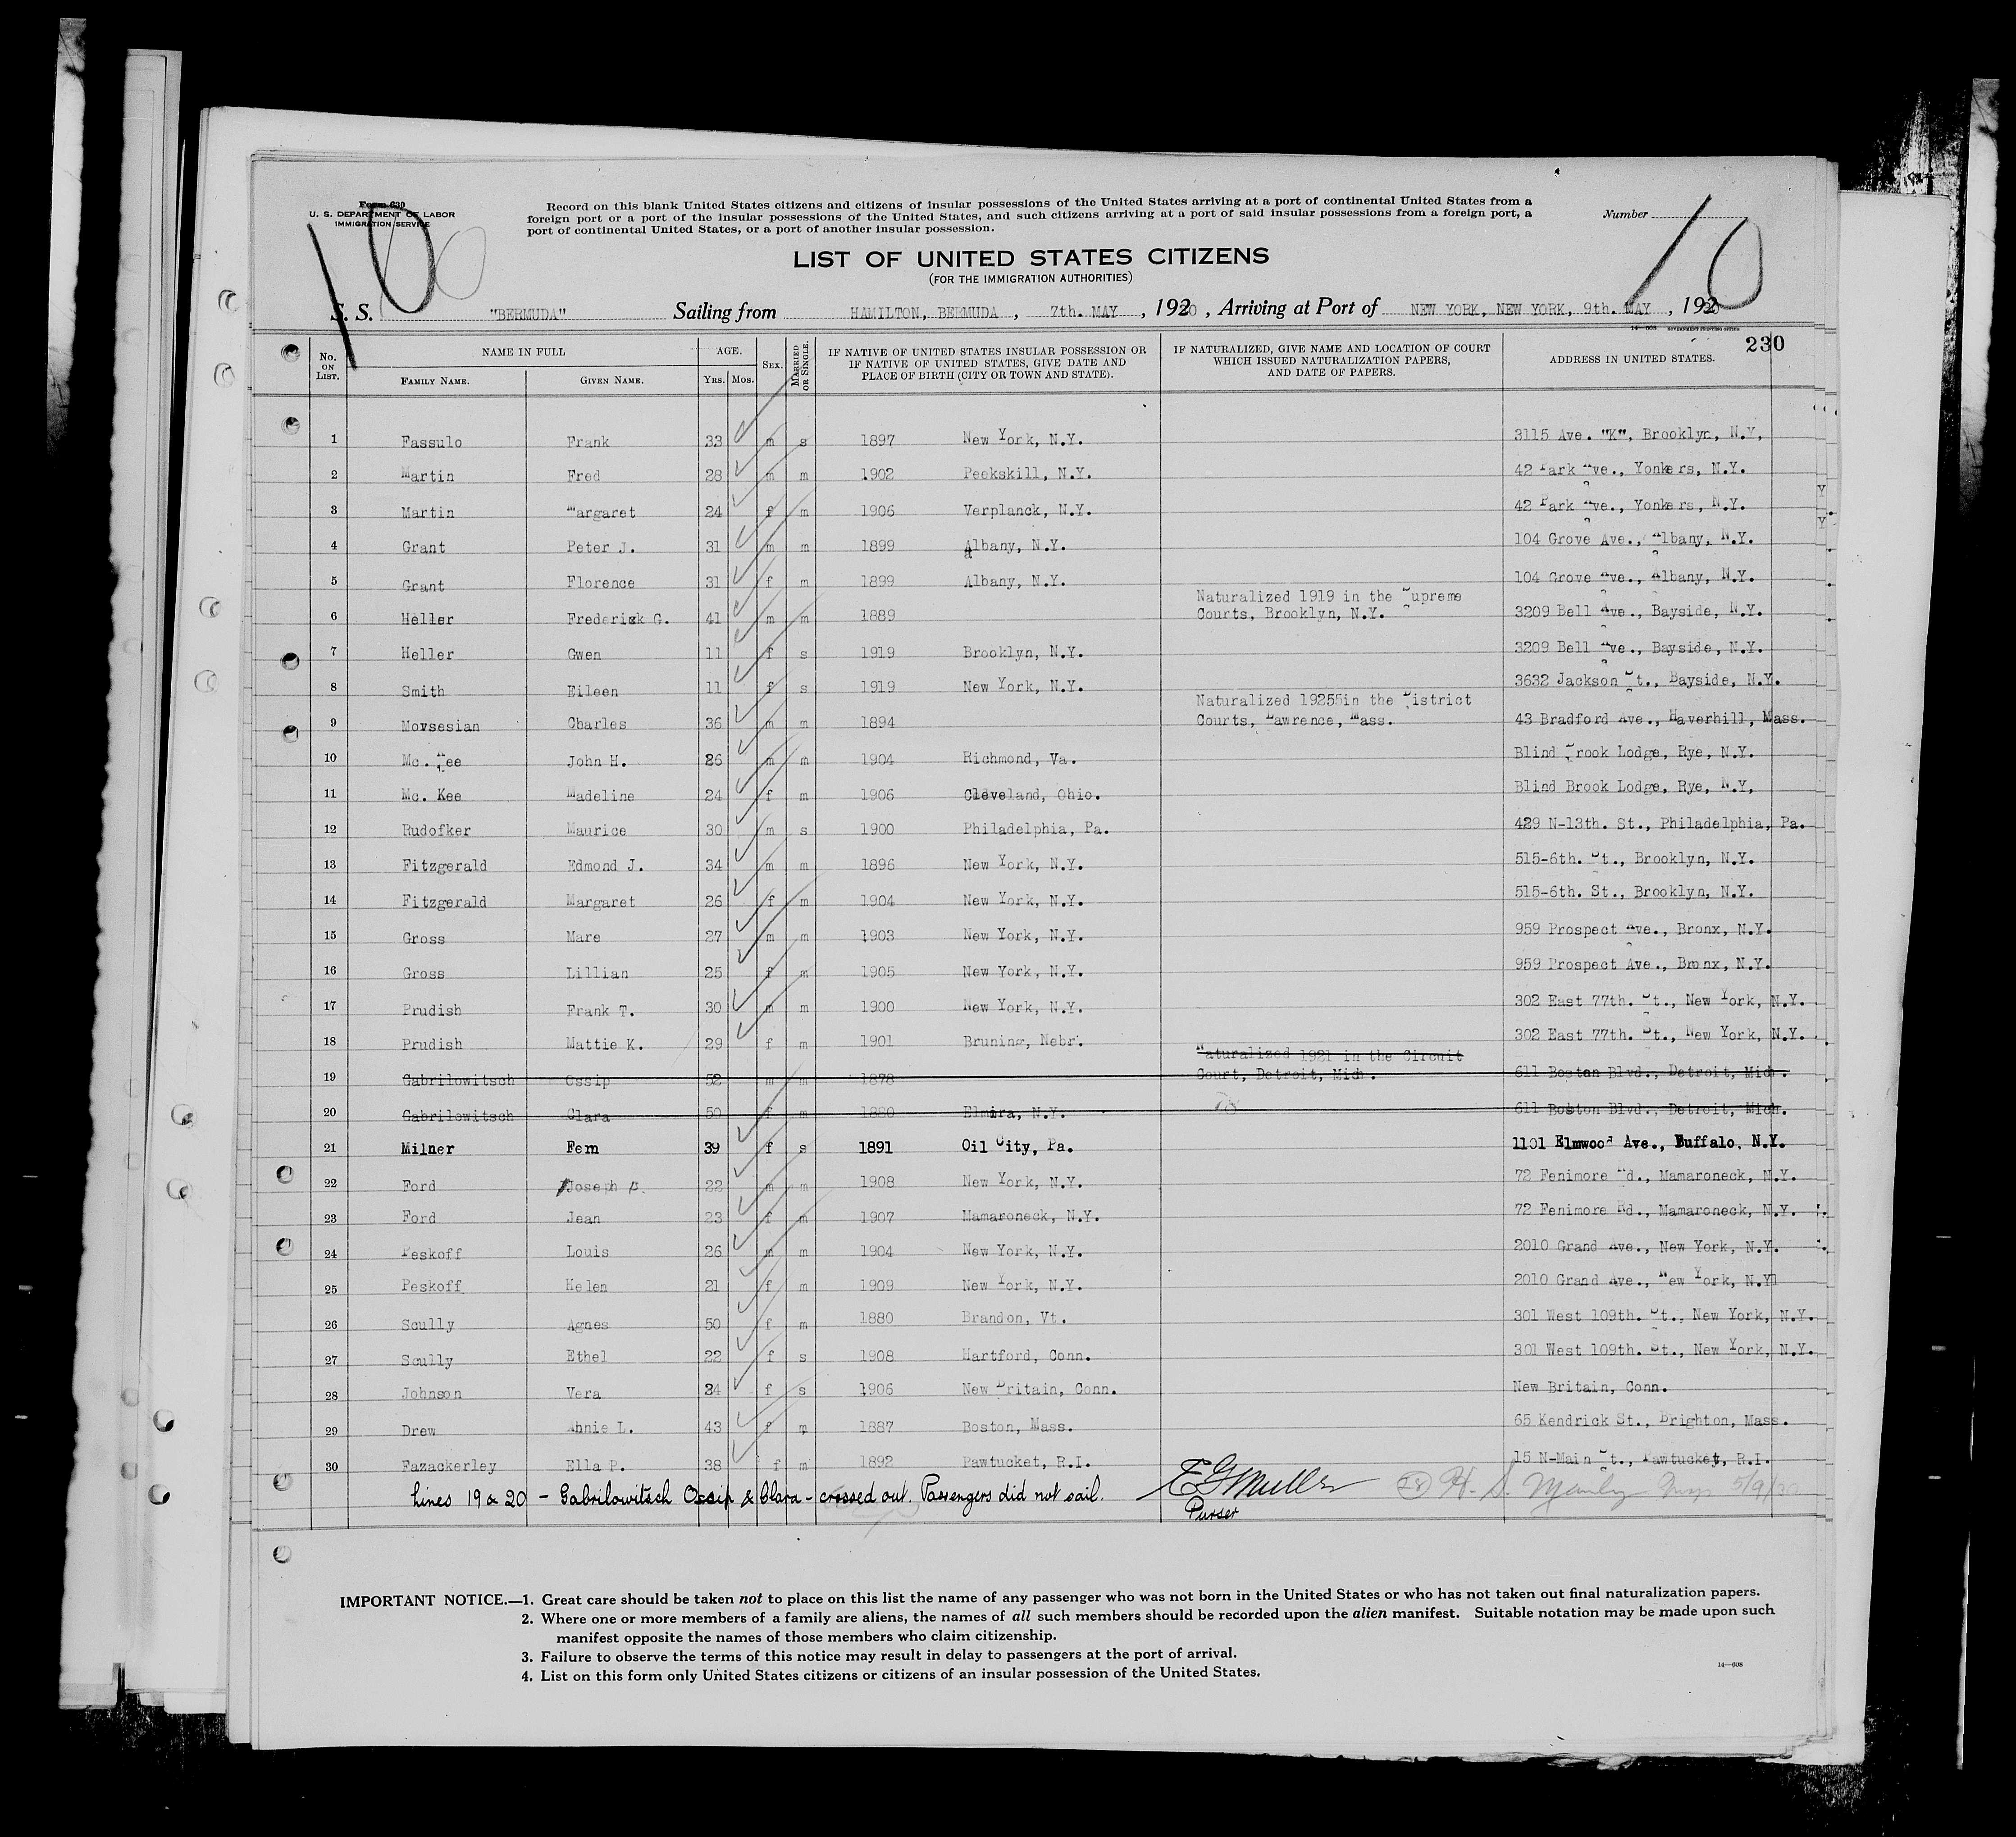 10 10
Form 630
U. S. DEPARTMENT OF LABOR
IMMIGRATION SERVICE
Record on this blank United States citizens and citizens of insular possessions of the United States arriving at a port of continental United States from a
foreign port or a port of the insular possessions of the United States, and such citizens arriving at a port of said insular possessions from a foreign port, a
port of continental United States, or a port of another insular possession.
Number
LIST OF UNITED STATES CITIZENS
(FOR THE IMMIGRATION AUTHORITIES)
S. S. "BERMUDA" Sailing from HAMILTON, BERMUDA, 7th. MAY, 1930, Arriving at Port of NEW YORK, NEW YORK, 9th. MAY, 1930
14—608 GOVERNMENT PRINTING OFFICE
230
No. ON LIST. NAME IN FULL FAMILY NAME. GIVEN NAME. AGE. YRS. MOS. SEX. MARRIED OR SINGLE. IF NATIVE OF UNITED STATES INSULAR POSSESSION OR IF NATIVE OF UNITED STATES, GIVE DATE AND PLACE OF BIRTH (CITY OR TOWN AND STATE). IF NATURALIZED, GIVE NAME AND LOCATION OF COURT WHICH ISSUED NATURALIZATION PAPERS, AND DATE OF PAPERS. ADDRESS IN UNITED STATES.
1 Fassulo Frank 33 m s 1897 New York, N.Y. 3115 Ave. "K", Brooklyn, N.Y,
2 Martin Fred 28 m m 1902 Peekskill, N.Y. 42 Park Ave., Yonkers, N.Y.
3 Martin Margaret 24 f m 1906 Verplanck, N.Y. 42 Park Ave., Yonkers, N.Y.
4 Grant Peter J. 31 m m 1899 Albany, N.Y. 104 Grove Ave., Albany, N.Y.
5 Grant Florence 31 f m 1899 Albany, N.Y. 104 Grove Ave., Albany, N.Y.
6 Heller Frederick G. 41 m m 1889 Naturalized 1919 in the Supreme Courts, Brooklyn, N.Y. 3209 Bell Ave., Bayside, N.Y.
7 Heller Gwen 11 f s 1919 Brooklyn, N.Y. 3209 Bell Ave., Bayside, N.Y.
8 Smith Eileen 11 f s 1919 New York, N.Y. 3632 Jackson St., Bayside, N.Y.
9 Movsesian Charles 36 m m 1894 Naturalized 19255in the District Courts, Lawrence, Mass. 43 Bradford Ave., Haverhill, Mass.
10 Mc. Kee John H. 26 m m 1904 Richmond, Va. Blind Brook Lodge, Rye, N.Y.
11 Mc. Kee Madeline 24 f m 1906 Cleveland, Ohio. Blind Brook Lodge, Rye, N.Y,
12 Rudofker Maurice 30 m s 1900 Philadelphia, Pa. 429 N-13th. St., Philadelphia, Pa.
13 Fitzgerald Edmond J. 34 m m 1896 New York, N.Y. 515-6th. St., Brooklyn, N.Y.
14 Fitzgerald Margaret 26 f m 1904 New York, N.Y. 515-6th. St., Brooklyn, N.Y.
15 Gross Mare 27 m m 1903 New York, N.Y. 959 Prospect Ave., Bronx, N.Y.
16 Gross Lillian 25 f m 1905 New York, N.Y. 959 Prospect Ave., Bronx, N.Y.
17 Prudish Frank T. 30 m m 1900 New York, N.Y. 302 East 77th. St., New York, N.Y.
18 Prudish Mattie K. 29 f m 1901 Bruning, Nebr. 302 East 77th. St., New York, N.Y.
19 Gabrilowitsch Ossip 52 m m 1878 Naturalized 1921 in the Circuit Court, Detroit, Mich. 611 Boston Blvd., Detroit, Mich.
20 Gabrilowitsch Clara 50 f m 1880 Elmira, N.Y. 611 Boston Blvd., Detroit, Mich.
21 Milner Fern 39 f s 1891 Oil City, Pa. 1101 Elmwood Ave., Buffalo, N.Y.
22 Ford Joseph P. 22 m m 1908 New York, N.Y. 72 Fenimore Rd., Mamaroneck, N.Y.
23 Ford Jean 23 f m 1907 Mamaroneck, N.Y. 72 Fenimore Rd., Mamaroneck, N.Y.
24 Peskoff Louis 26 m m 1904 New York, N.Y. 2010 Grand Ave., New York, N.Y.
25 Peskoff Helen 21 f m 1909 New York, N.Y. 2010 Grand Ave., New York, N.Y
26 Scully Agnes 50 f m 1880 Brandon, Vt. 301 West 109th. St., New York, N.Y.
27 Scully Ethel 22 f s 1908 Hartford, Conn. 301 West 109th. St., New York, N.Y.
28 Johnson Vera 24 f s 1906 New Britain, Conn. New Britain, Conn.
29 Drew Annie L. 43 f m 1887 Boston, Mass. 65 Kendrick St., Brighton, Mass.
30 Fazackerley Ella P. 38 f m 1892 Pawtucket, R.I. 15 N-Main St., Pawtucket, R.I.
Lines 19 & 20 - Gabrilowitsch Ossip & Clara - crossed out. Passengers did not sail. E G Muller H. S. Manley Insp 5/9/30
Purser
IMPORTANT NOTICE.—1. Great care should be taken not to place on this list the name of any passenger who was not born in the United States or who has not taken out final naturalization papers.
2. Where one or more members of a family are aliens, the names of all such members should be recorded upon the alien manifest. Suitable notation may be made upon such
manifest opposite the names of those members who claim citizenship.
3. Failure to observe the terms of this notice may result in delay to passengers at the port of arrival.
4. List on this form only United States citizens or citizens of an insular possession of the United States.
14—608